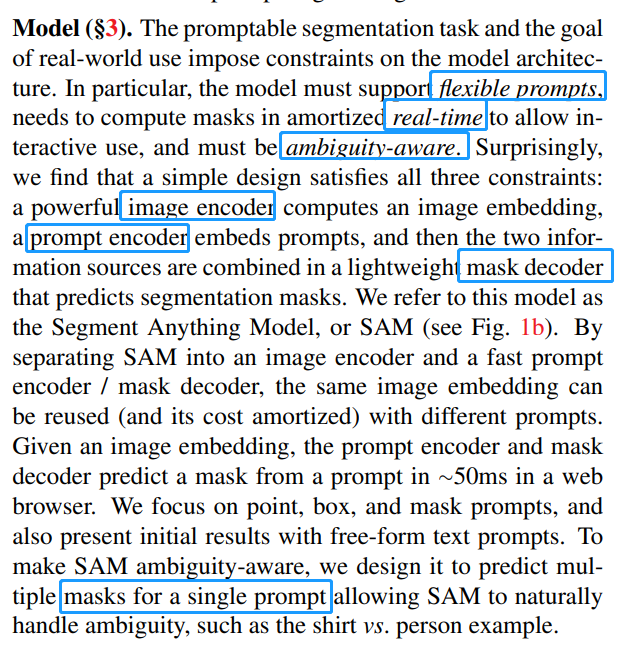 Model (§3). The promptable segmentation task and the goal
of real-world use impose constraints on the model architec-
ture. In particular, the model must support flexible prompts,
needs to compute masks in amortized real-time to allow in-
teractive use, and must be ambiguity-aware. Surprisingly,
we find that a simple design satisfies all three constraints:
a powerful image encoder computes an image embedding,
a prompt encoder embeds prompts, and then the two infor-
mation sources are combined in a lightweight mask decoder
that predicts segmentation masks. We refer to this model as
the Segment Anything Model, or SAM (see Fig. 1b). By
separating SAM into an image encoder and a fast prompt
encoder / mask decoder, the same image embedding can
be reused (and its cost amortized) with different prompts.
Given an image embedding, the prompt encoder and mask
decoder predict a mask from a prompt in ~50ms in a web
browser. We focus on point, box, and mask prompts, and
also present initial results with free-form text prompts. To
make SAM ambiguity-aware, we design it to predict mul-
tiple masks for a single prompt allowing SAM to naturally
handle ambiguity, such as the shirt vs. person example.